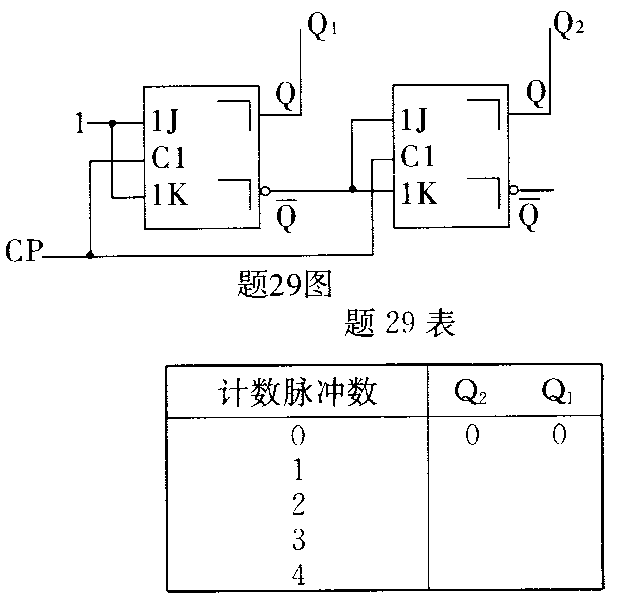 Q₁ Q₂
Q Q
1 1J 1J
C1 C1
1K 1K
Q̅ Q̅
CP
题29图
题 29 表
计数脉冲数 Q₂ Q₁
0 0 0
1
2
3
4